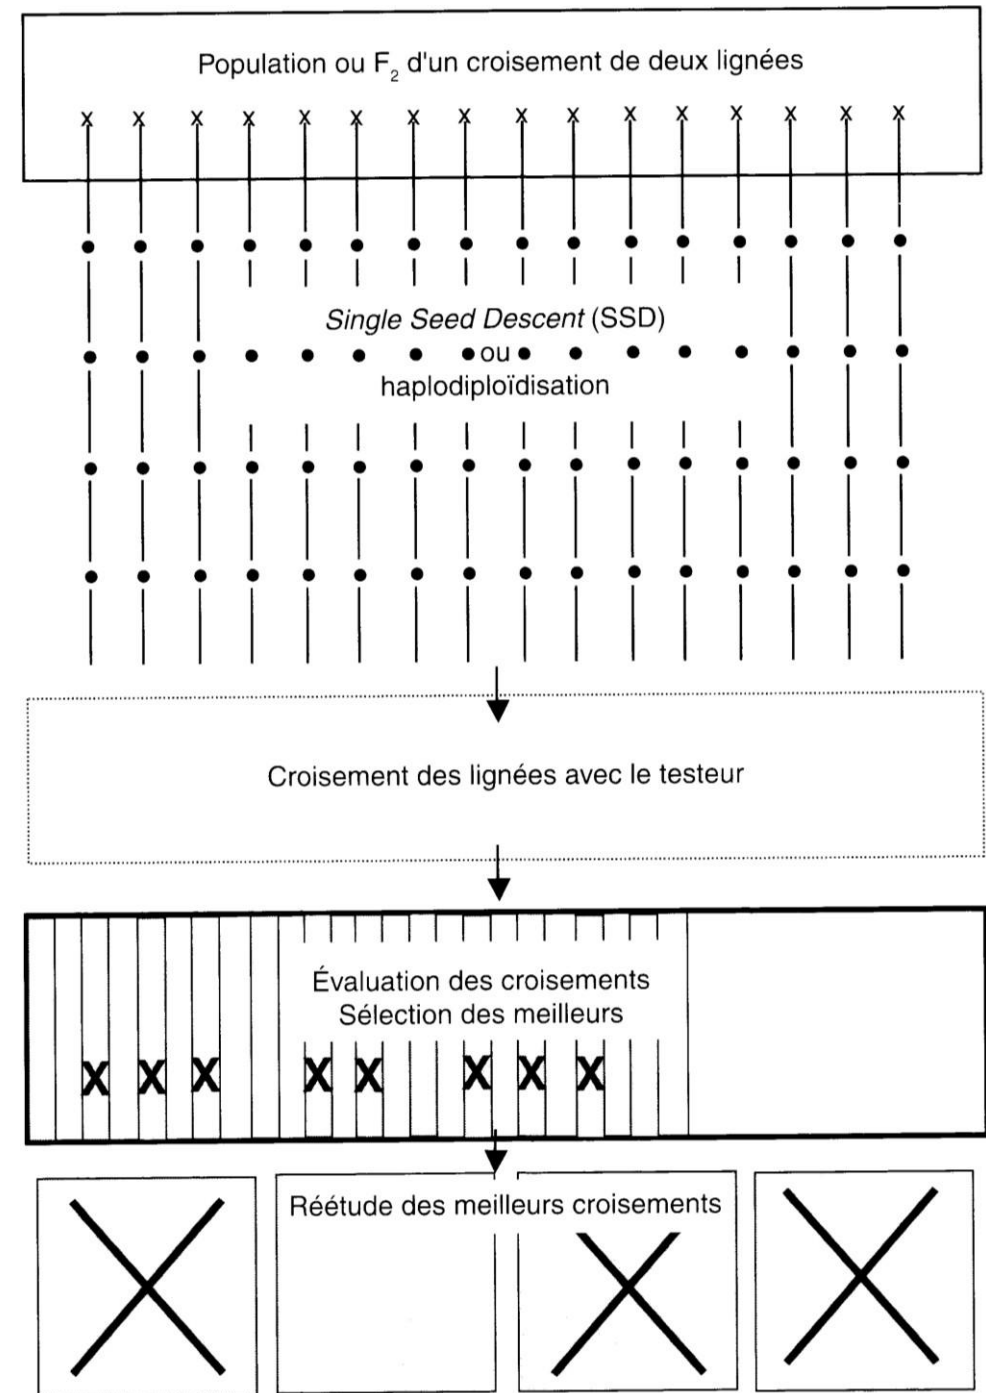 Population ou F₂ d'un croisement de deux lignées
x x x x x x x x x x x x x x x x
Single Seed Descent (SSD)
ou
haplodiploïdisation
Croisement des lignées avec le testeur
Évaluation des croisements
Sélection des meilleurs
X X X X X X X X
Réétude des meilleurs croisements